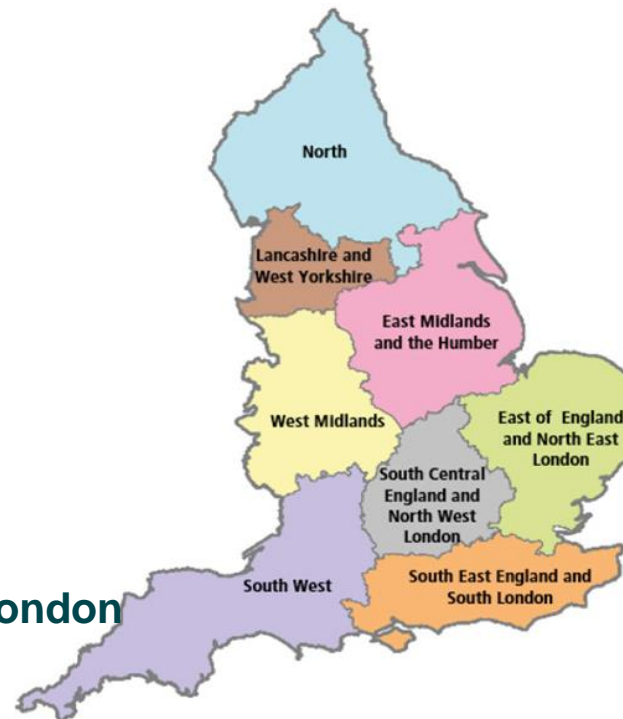 North
Lancashire and
West Yorkshire
East Midlands
and the Humber
West Midlands
East of England
and North East
London
South Central
England and
North West
London
South West
South East England and
South London
ondon